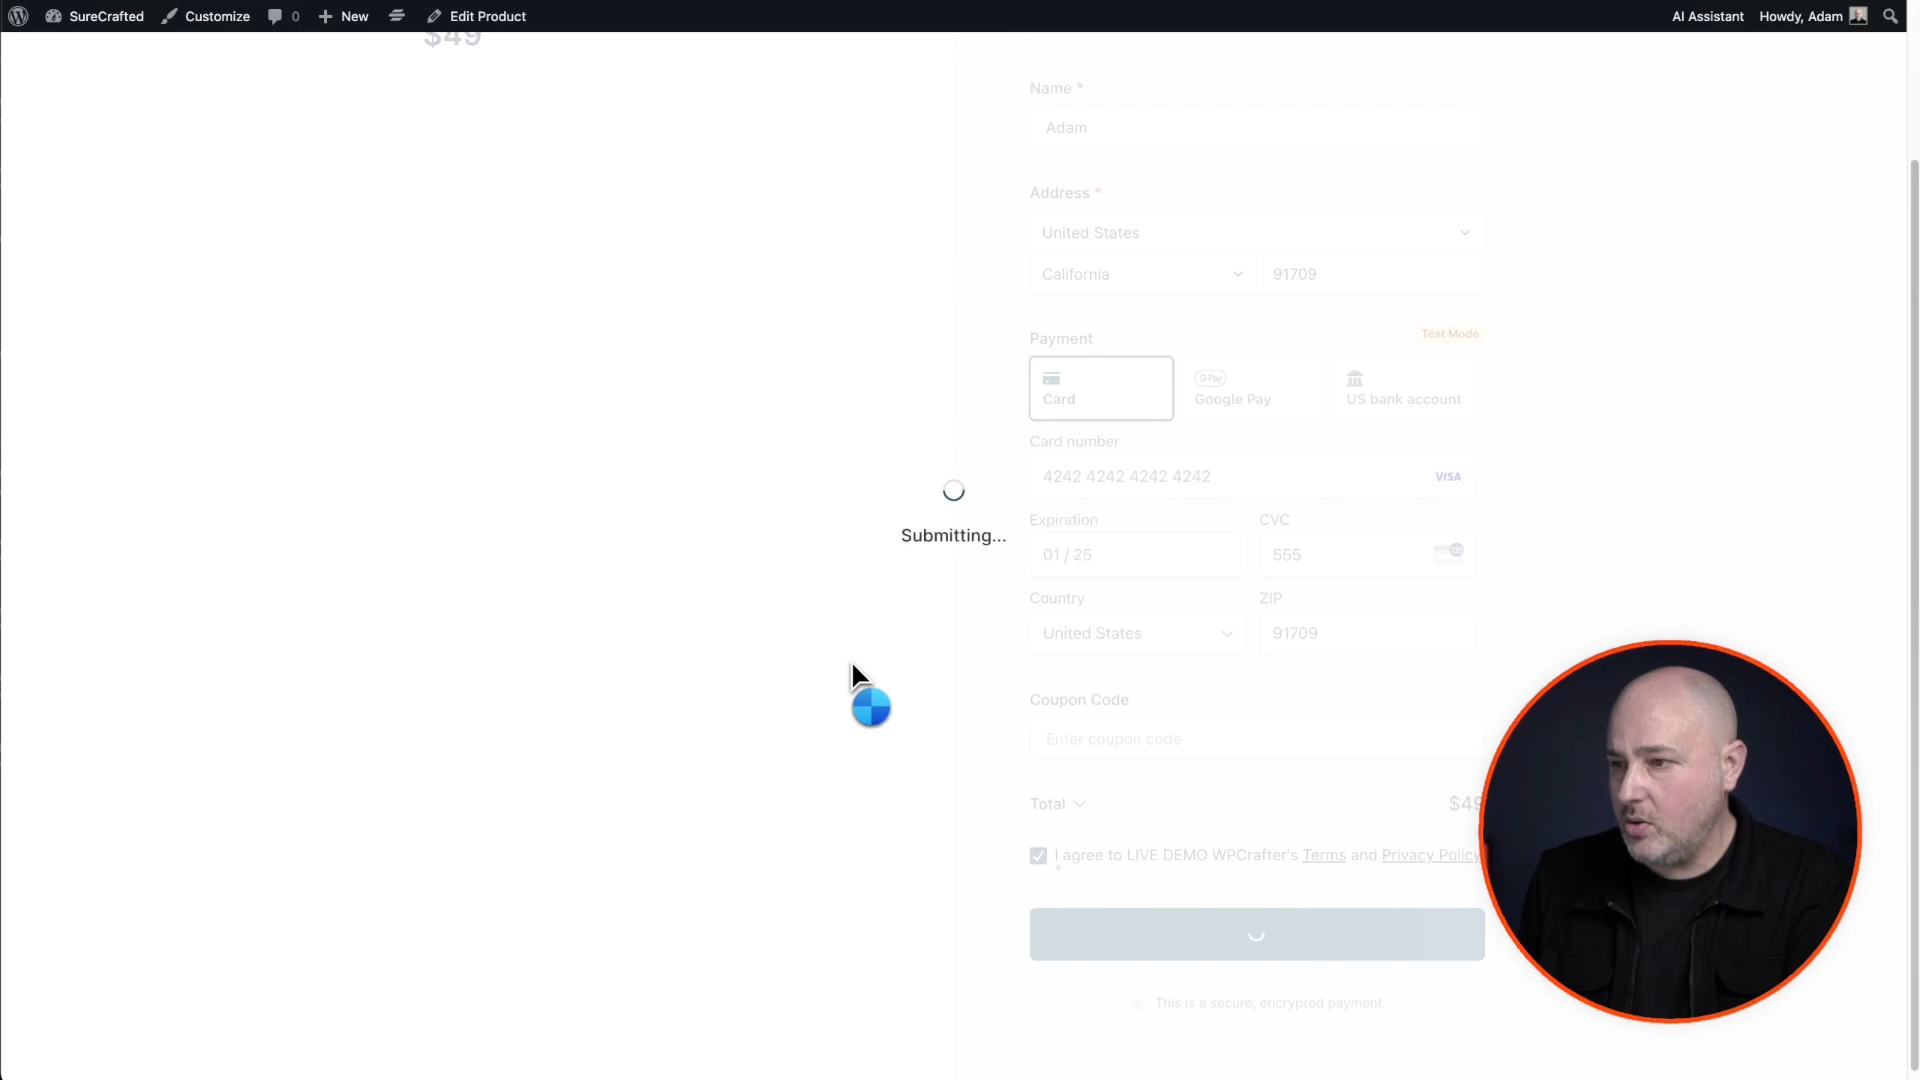 SureCrafted
Customize
0
New
Edit Product
AI Assistant
Howdy, Adam
$49
Name *
Adam
Address *
United States
California
91709
Payment
Test Mode
Card
G Pay
Google Pay
US bank account
Card number
4242 4242 4242 4242
VISA
Submitting...
Expiration
CVC
01 / 25
555
Country
ZIP
United States
91709
Coupon Code
Enter coupon code
Total
$49
I agree to LIVE DEMO WPCrafter's Terms and Privacy Policy
*
This is a secure, encrypted payment.